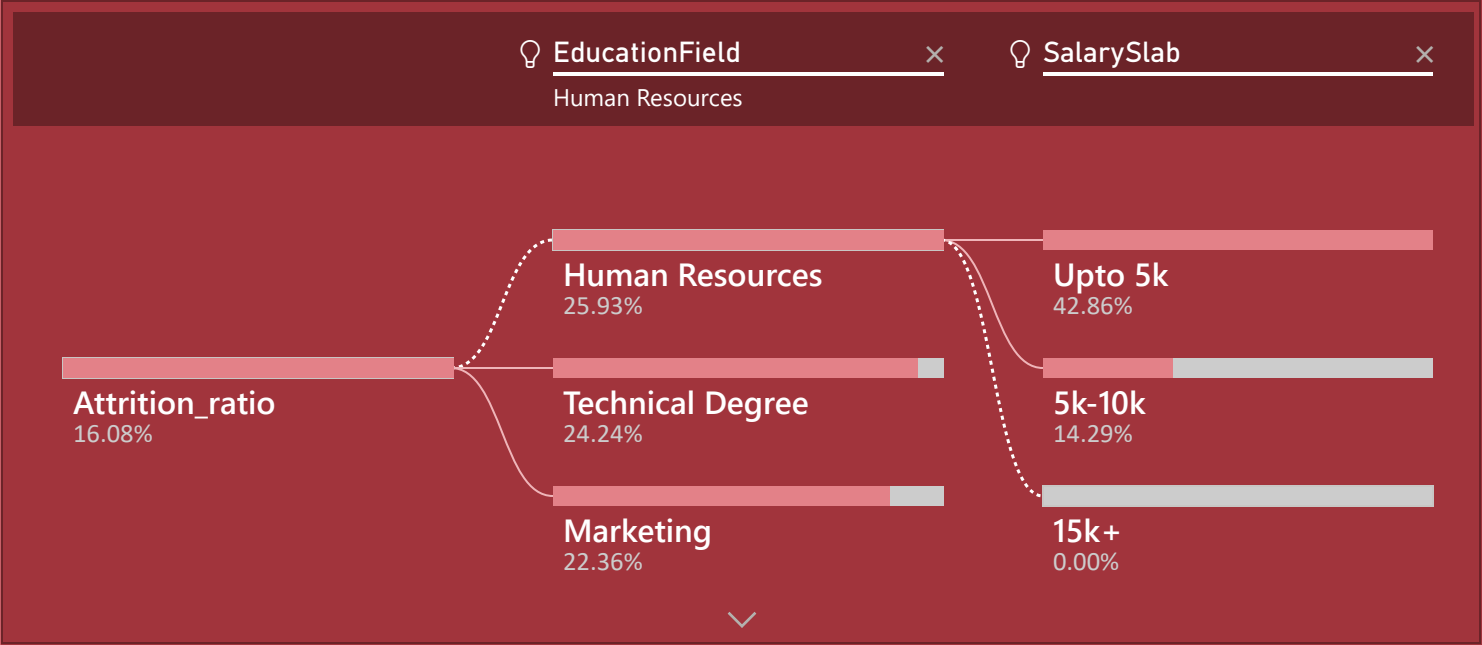 EducationField
SalarySlab
Human Resources
Attrition_ratio
16.08%
Human Resources
25.93%
Technical Degree
24.24%
Marketing
22.36%
Upto 5k
42.86%
5k-10k
14.29%
15k+
0.00%